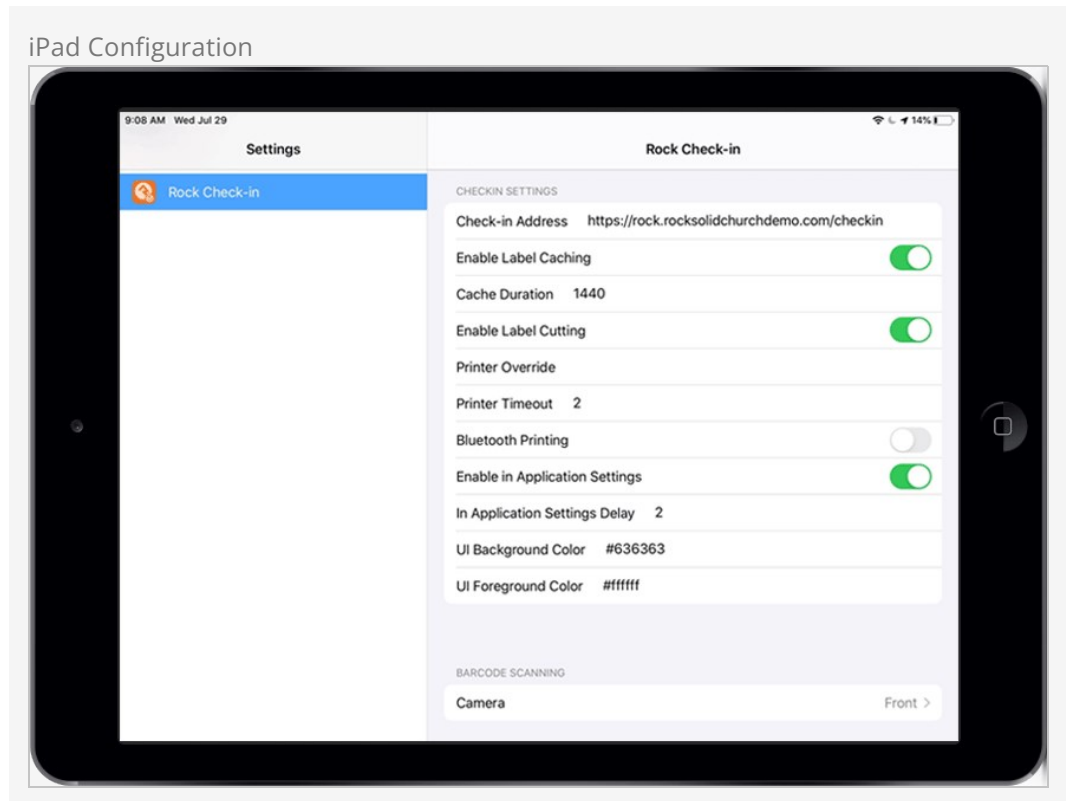 iPad Configuration
9:08 AM Wed Jul 29
14%
Settings
Rock Check-in
Rock Check-in
CHECKIN SETTINGS
Check-in Address https://rock.rocksolidchurchdemo.com/checkin
Enable Label Caching
Cache Duration 1440
Enable Label Cutting
Printer Override
Printer Timeout 2
Bluetooth Printing
Enable in Application Settings
In Application Settings Delay 2
UI Background Color #636363
UI Foreground Color #ffffff
BARCODE SCANNING
Camera Front >